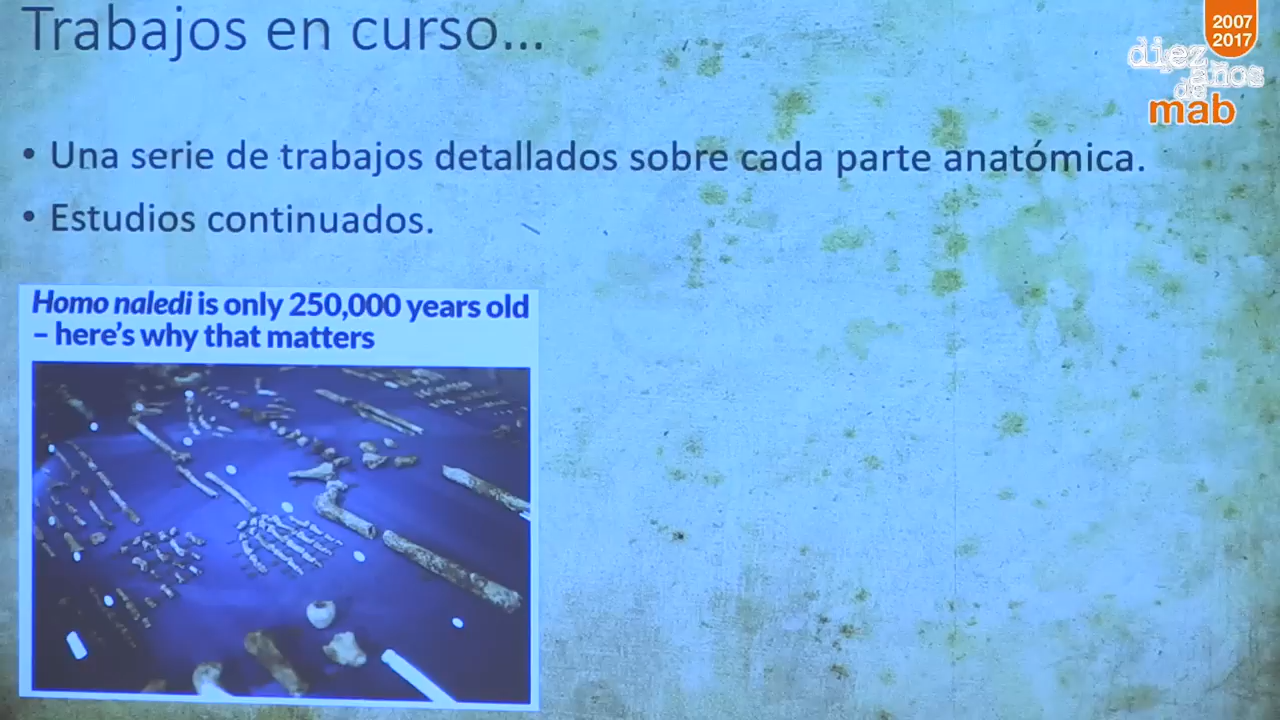 Trabajos en curso...
2007
2017
diez
años
de
mab
• Una serie de trabajos detallados sobre cada parte anatómica.
• Estudios continuados.
Homo naledi is only 250,000 years old
– here's why that matters